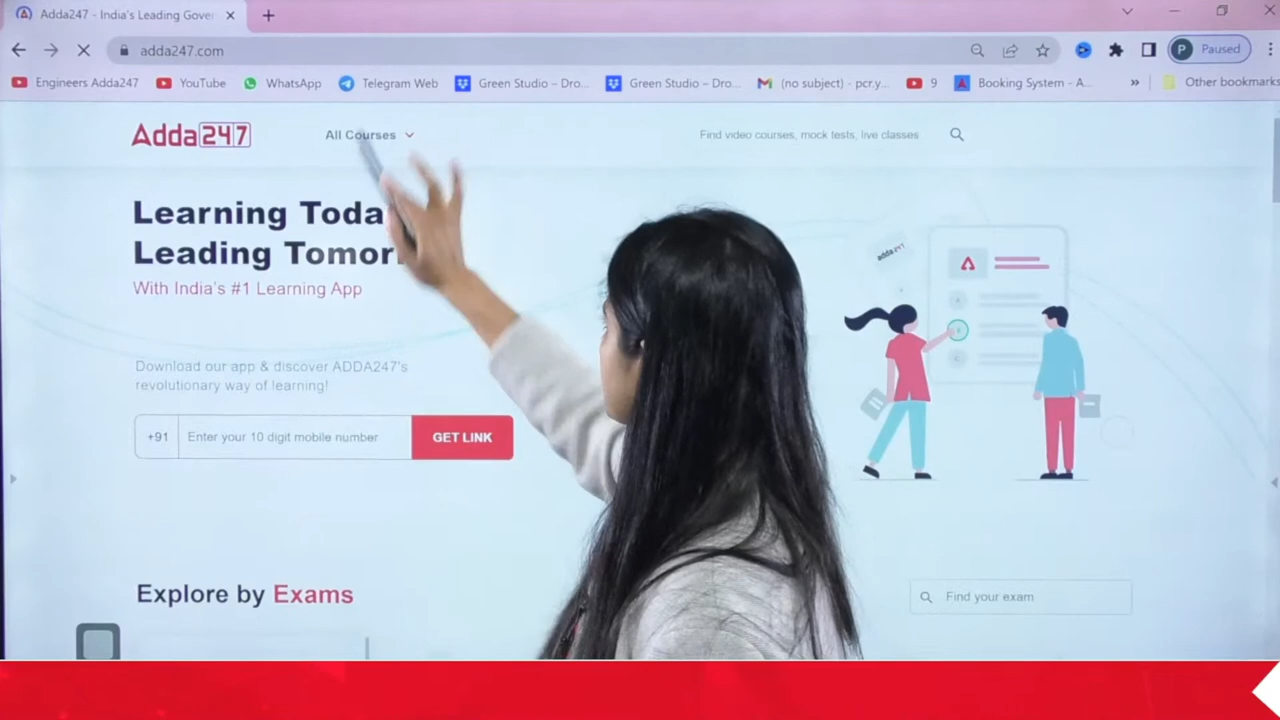 Adda247 - India's Leading Gover
adda247.com
P Paused
Engineers Adda247
YouTube
WhatsApp
Telegram Web
Green Studio – Dro...
Green Studio – Dro...
(no subject) - pcr.y...
9
Booking System - A...
»
Other bookmarks
Adda247
All Courses
Find video courses, mock tests, live classes
Learning Toda
Leading Tomor
With India's #1 Learning App
adda247
Download our app & discover ADDA247's
revolutionary way of learning!
+91
Enter your 10 digit mobile number
GET LINK
Explore by Exams
Find your exam